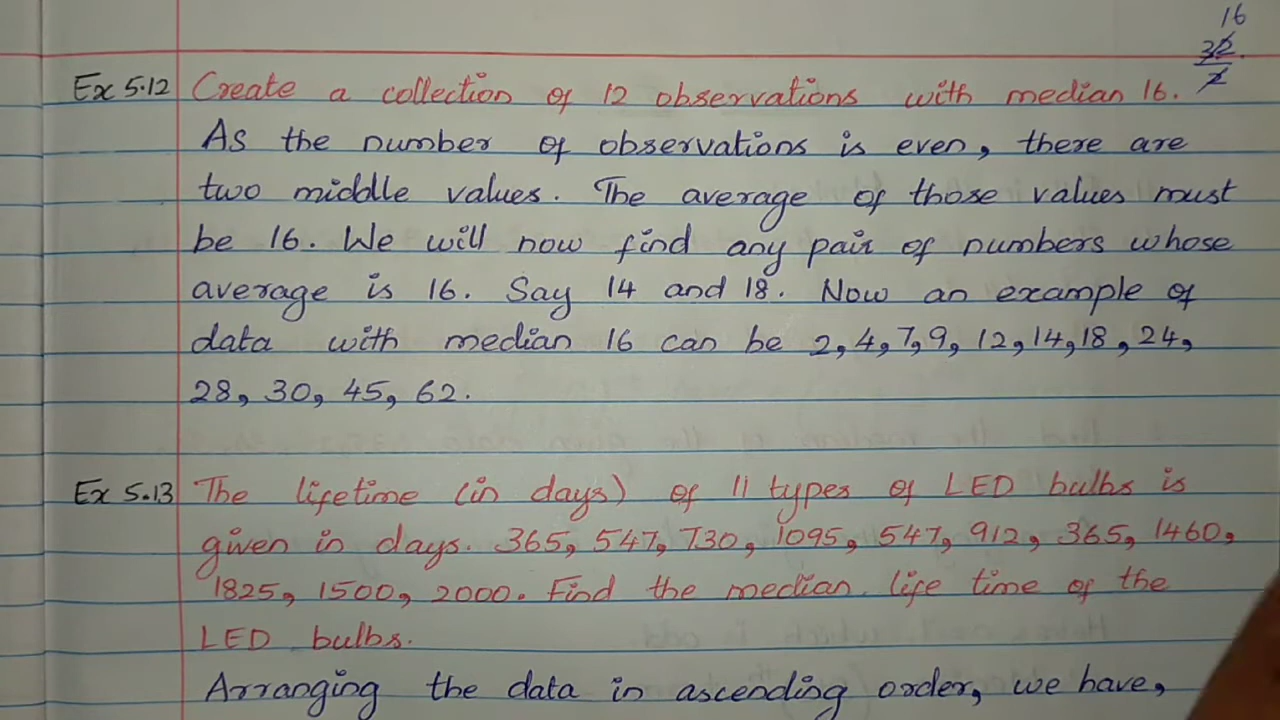 16
32
2
Ex 5.12 Create a collection of 12 observations with median 16.
As the number of observations is even, there are
two middle values. The average of those values must
be 16. We will now find any pair of numbers whose
average is 16. Say 14 and 18. Now an example of
data with median 16 can be 2, 4, 7, 9, 12, 14, 18, 24,
28, 30, 45, 62.
Ex 5.13 The lifetime (in days) of 11 types of LED bulbs is
given in days. 365, 547, 730, 1095, 547, 912, 365, 1460,
1825, 1500, 2000. Find the median life time of the
LED bulbs.
Arranging the data in ascending order, we have,